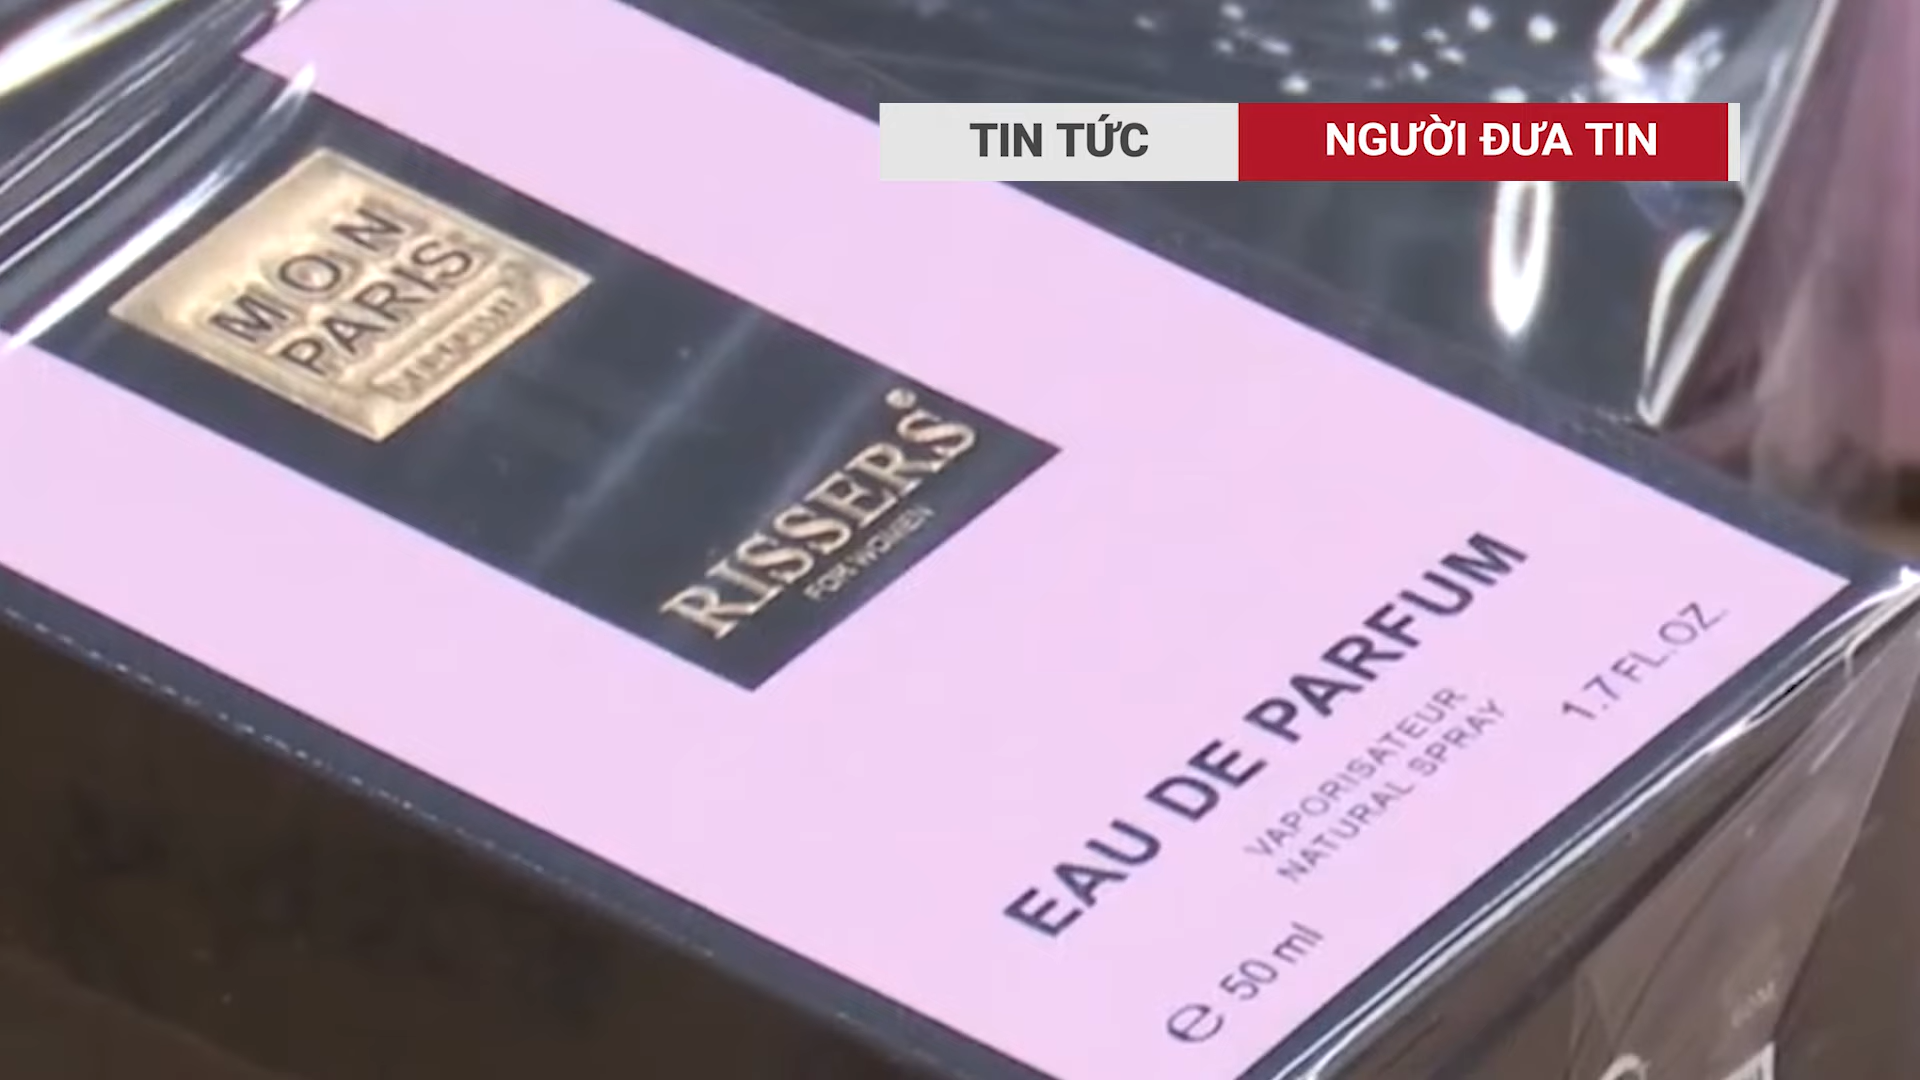 TIN TỨC
NGƯỜI ĐƯA TIN
MON
PARIS
RISSERS®
FOR WOMEN
EAU DE PARFUM
VAPORISATEUR
NATURAL SPRAY
℮ 50 ml
1.7 FL.OZ.